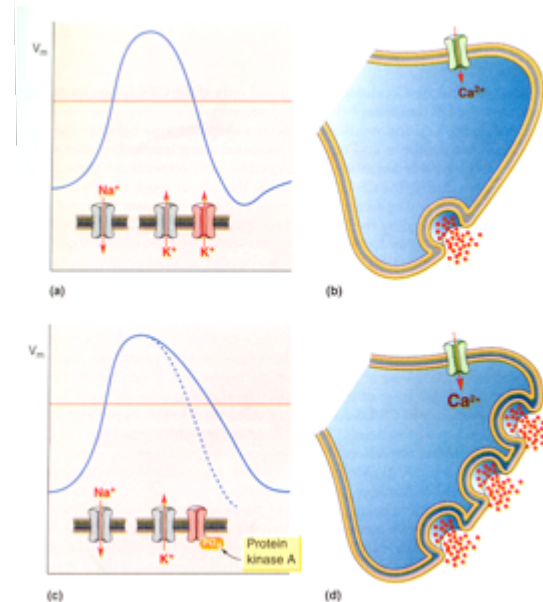 Vm
Na+
K+
K+
(a)
Ca2+
(b)
Vm
Na+
K+
PO4
Protein
kinase A
(c)
Ca2+
(d)